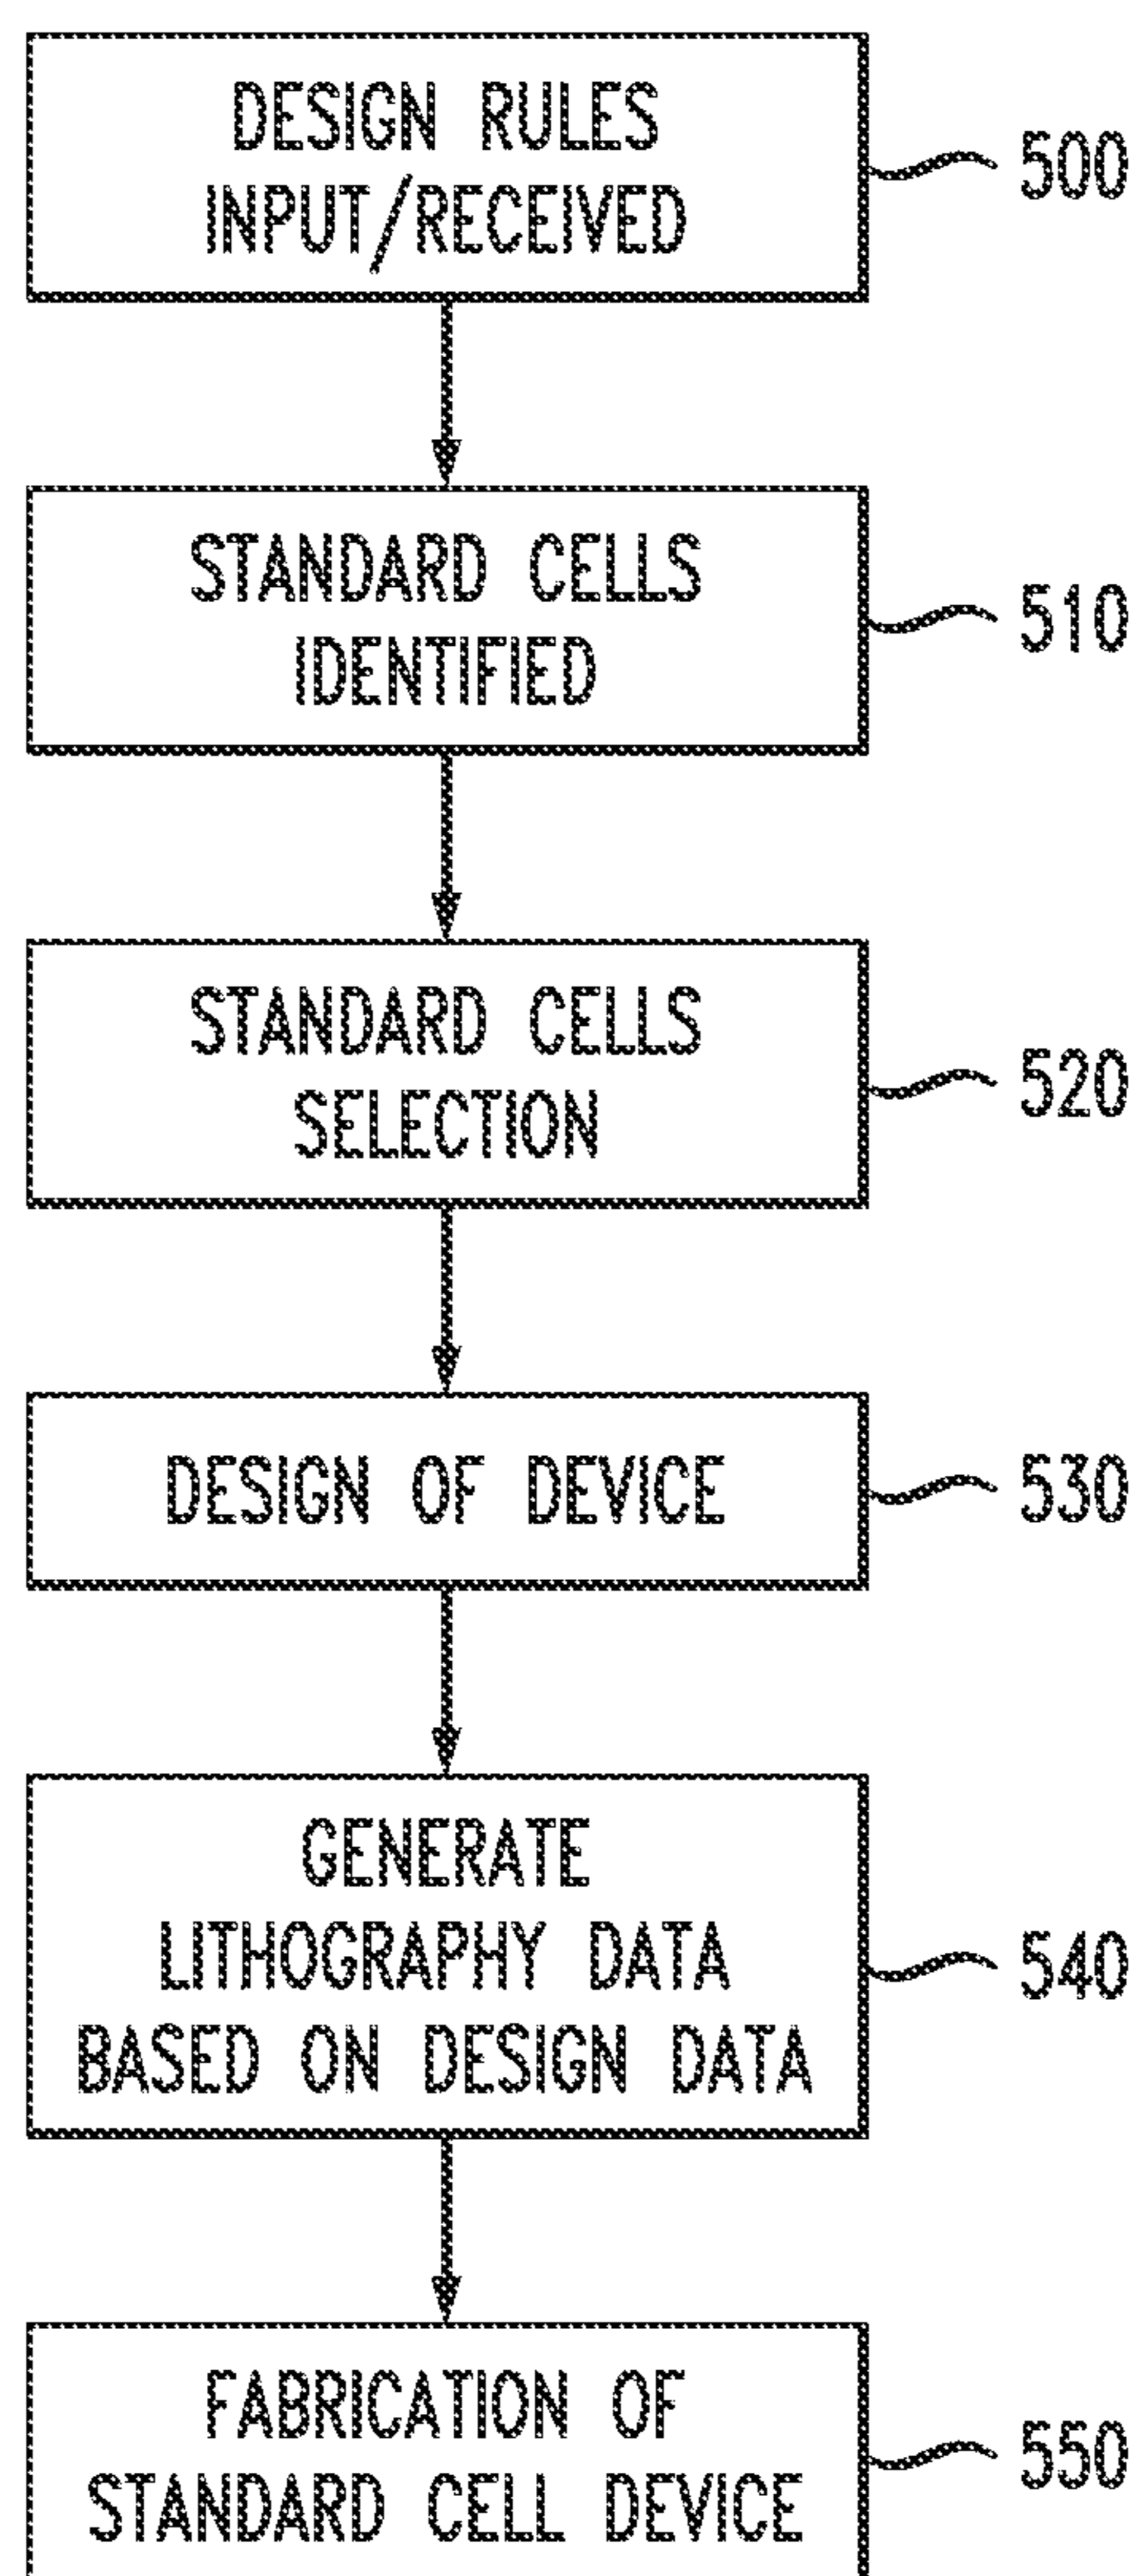 DESIGN RULES
INPUT/RECEIVED
500
STANDARD CELLS
IDENTIFIED
510
STANDARD CELLS
SELECTION
520
DESIGN OF DEVICE
530
GENERATE
LITHOGRAPHY DATA
BASED ON DESIGN DATA
540
FABRICATION OF
STANDARD CELL DEVICE
550